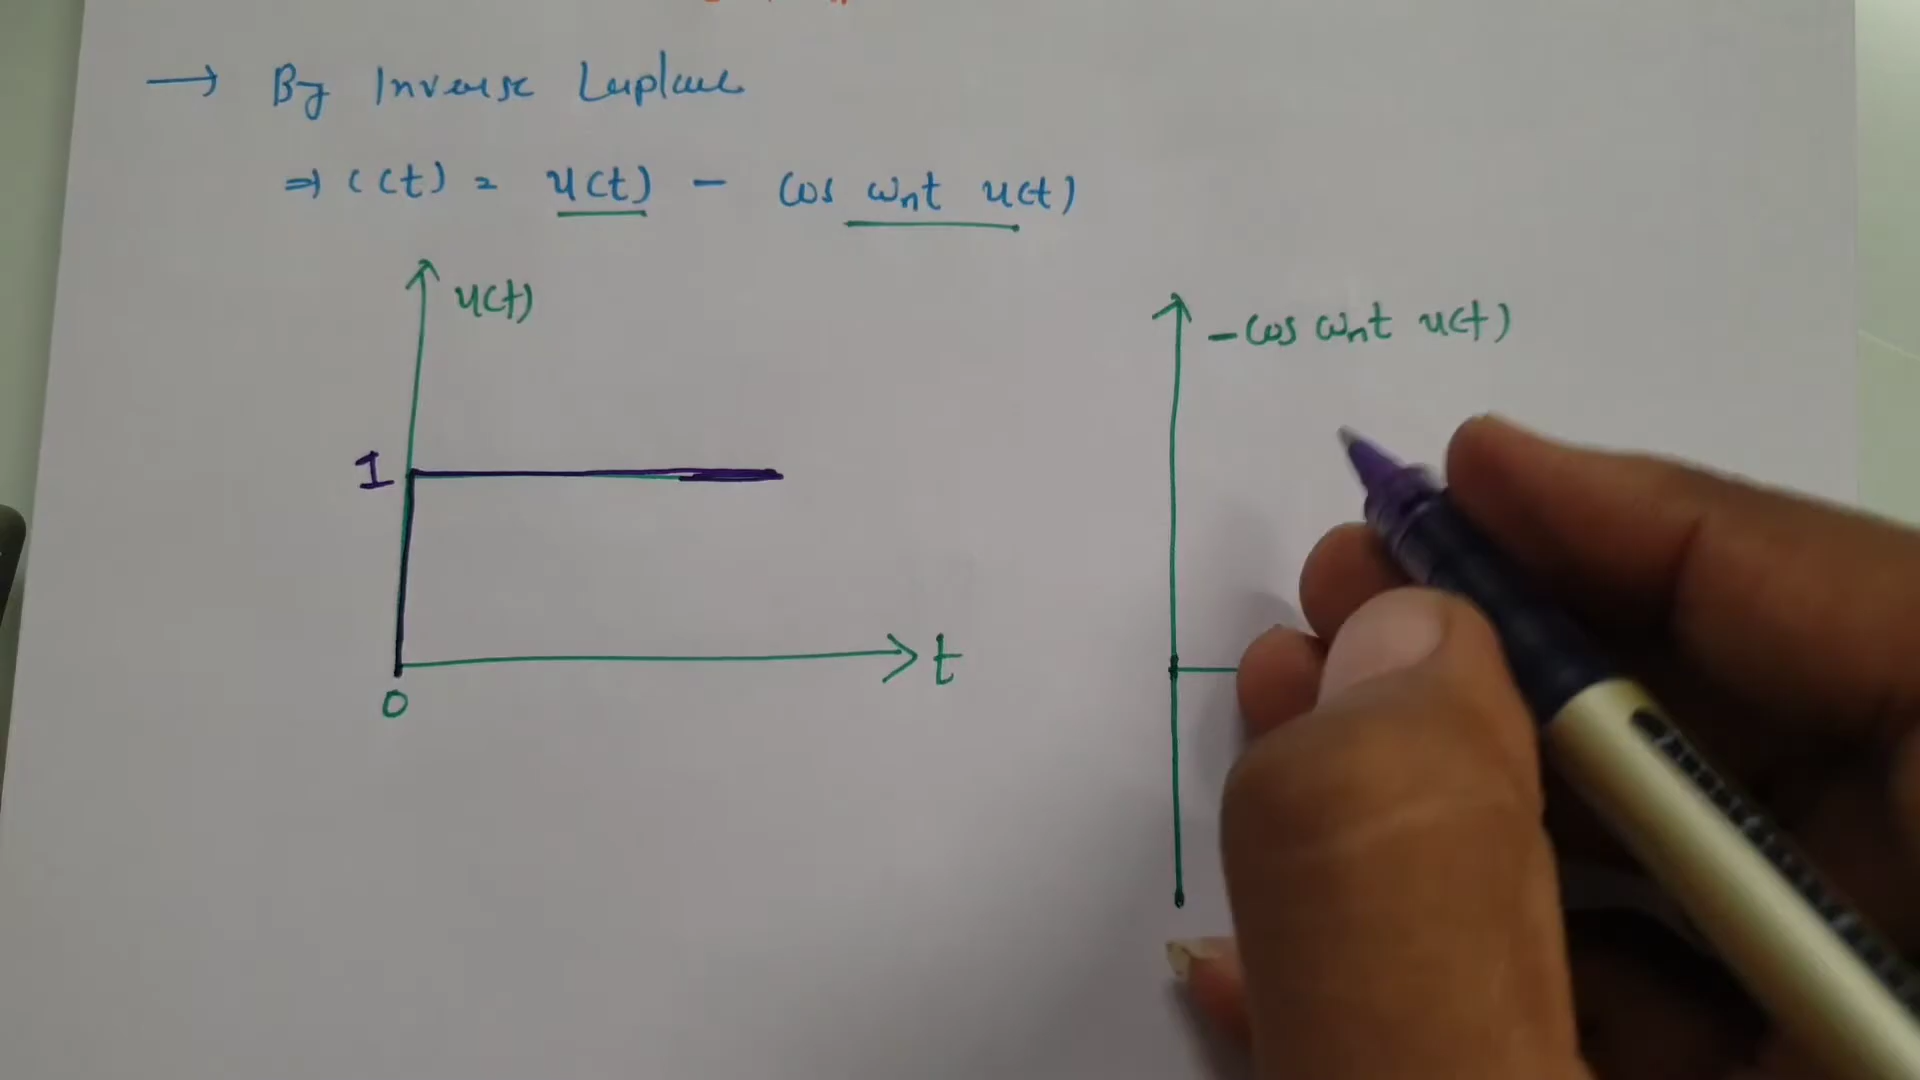 → By Inverse Laplace
⇒ c(t) = u(t) - cos ωnt u(t)
u(t)
-cos ωnt u(t)
1
t
0